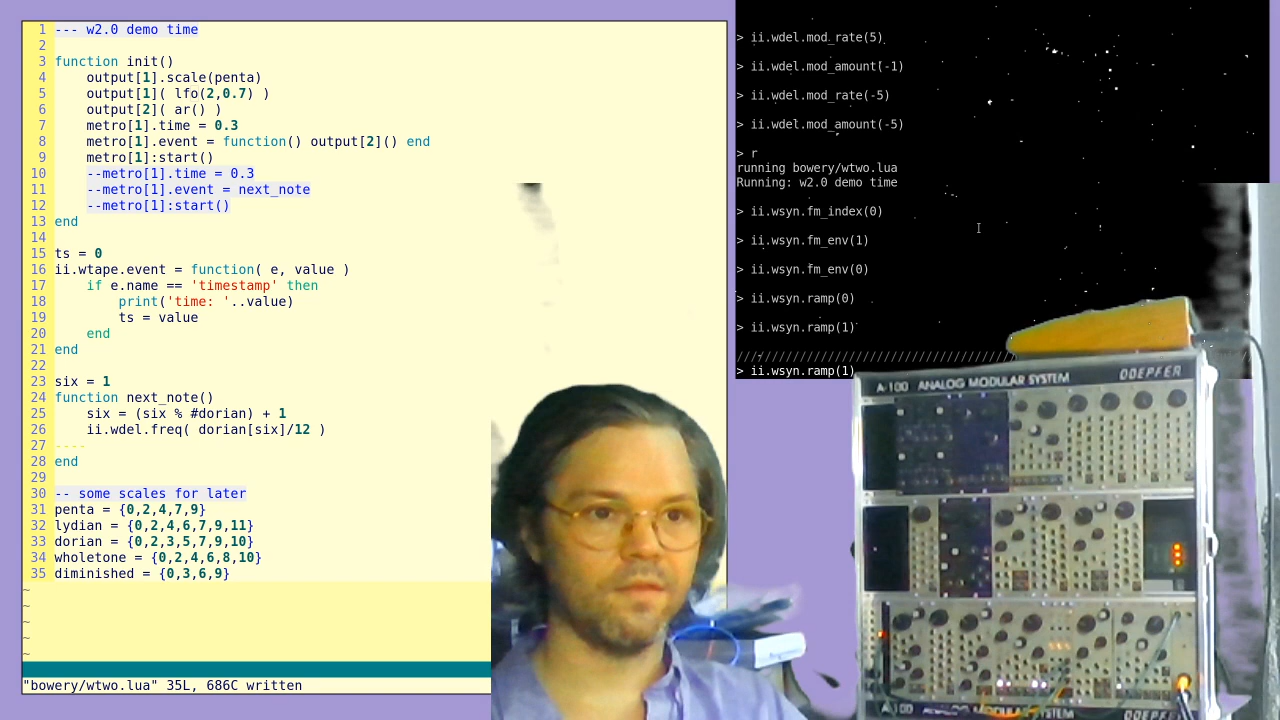 1 --- w2.0 demo time
2
3 function init()
4 output[1].scale(penta)
5 output[1]( lfo(2,0.7) )
6 output[2]( ar() )
7 metro[1].time = 0.3
8 metro[1].event = function() output[2]() end
9 metro[1]:start()
10 --metro[1].time = 0.3
11 --metro[1].event = next_note
12 --metro[1]:start()
13 end
14
15 ts = 0
16 ii.wtape.event = function( e, value )
17 if e.name == 'timestamp' then
18 print('time: '..value)
19 ts = value
20 end
21 end
22
23 six = 1
24 function next_note()
25 six = (six % #dorian) + 1
26 ii.wdel.freq( dorian[six]/12 )
27 ----
28 end
29
30 -- some scales for later
31 penta = {0,2,4,7,9}
32 lydian = {0,2,4,6,7,9,11}
33 dorian = {0,2,3,5,7,9,10}
34 wholetone = {0,2,4,6,8,10}
35 diminished = {0,3,6,9}
~
~
~
~
~
"bowery/wtwo.lua" 35L, 686C written
> ii.wdel.mod_rate(5)
> ii.wdel.mod_amount(-1)
> ii.wdel.mod_rate(-5)
> ii.wdel.mod_amount(-5)
> r
running bowery/wtwo.lua
Running: w2.0 demo time
> ii.wsyn.fm_index(0)
> ii.wsyn.fm_env(1)
> ii.wsyn.fm_env(0)
> ii.wsyn.ramp(0)
> ii.wsyn.ramp(1)
///////////////////////////////////////
> ii.wsyn.ramp(1)
A-100 ANALOG MODULAR SYSTEM DOEPFER
A-100 ANALOG MODULAR SYSTEM DOEPFER